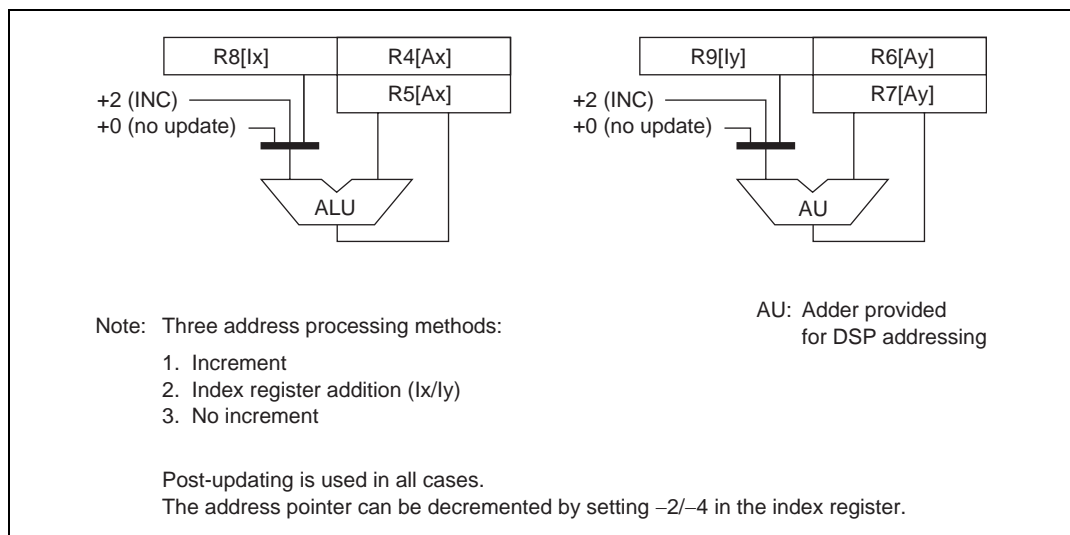 R8[Ix] R4[Ax]
R5[Ax]
+2 (INC)
+0 (no update)
ALU
R9[Iy] R6[Ay]
R7[Ay]
+2 (INC)
+0 (no update)
AU
AU: Adder provided
for DSP addressing
Note: Three address processing methods:
1. Increment
2. Index register addition (Ix/Iy)
3. No increment
Post-updating is used in all cases.
The address pointer can be decremented by setting −2/−4 in the index register.